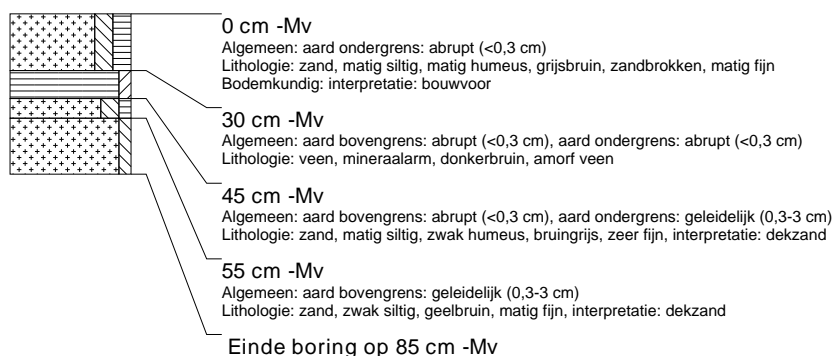 0 cm -Mv
Algemeen: aard ondergrens: abrupt (<0,3 cm)
Lithologie: zand, matig siltig, matig humeus, grijsbruin, zandbrokken, matig fijn
Bodemkundig: interpretatie: bouwvoor
30 cm -Mv
Algemeen: aard bovengrens: abrupt (<0,3 cm), aard ondergrens: abrupt (<0,3 cm)
Lithologie: veen, mineraalarm, donkerbruin, amorf veen
45 cm -Mv
Algemeen: aard bovengrens: abrupt (<0,3 cm), aard ondergrens: geleidelijk (0,3-3 cm)
Lithologie: zand, matig siltig, zwak humeus, bruingrijs, zeer fijn, interpretatie: dekzand
55 cm -Mv
Algemeen: aard bovengrens: geleidelijk (0,3-3 cm)
Lithologie: zand, zwak siltig, geelbruin, matig fijn, interpretatie: dekzand
Einde boring op 85 cm -Mv